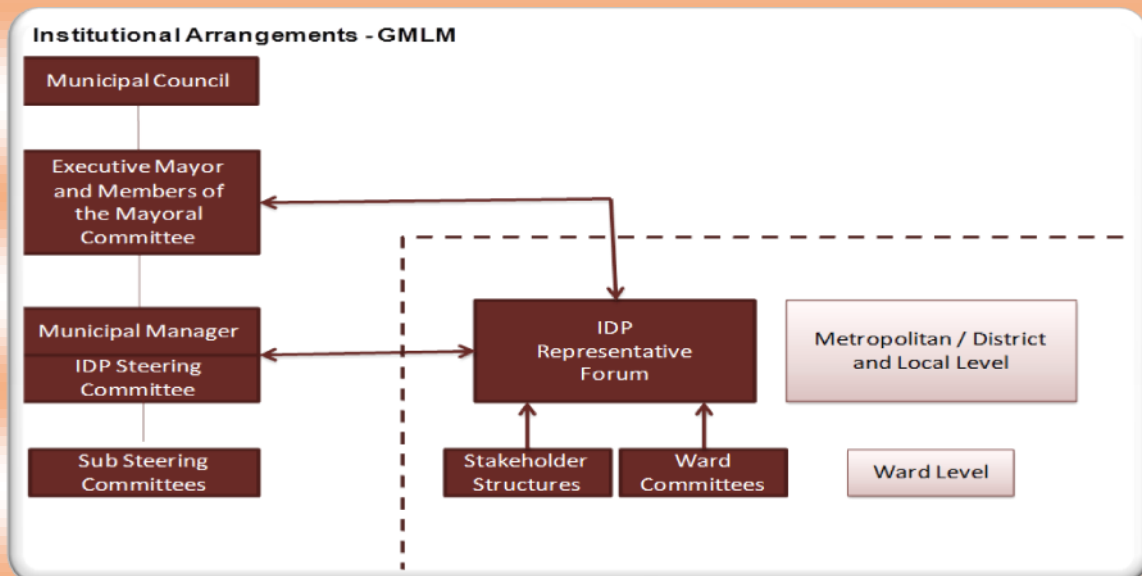 Institutional Arrangements - GMLM
Municipal Council
Executive Mayor
and Members of
the Mayoral
Committee
Municipal Manager
IDP Steering
Committee
Sub Steering
Committees
IDP
Representative
Forum
Metropolitan / District
and Local Level
Stakeholder
Structures
Ward
Committees
Ward Level